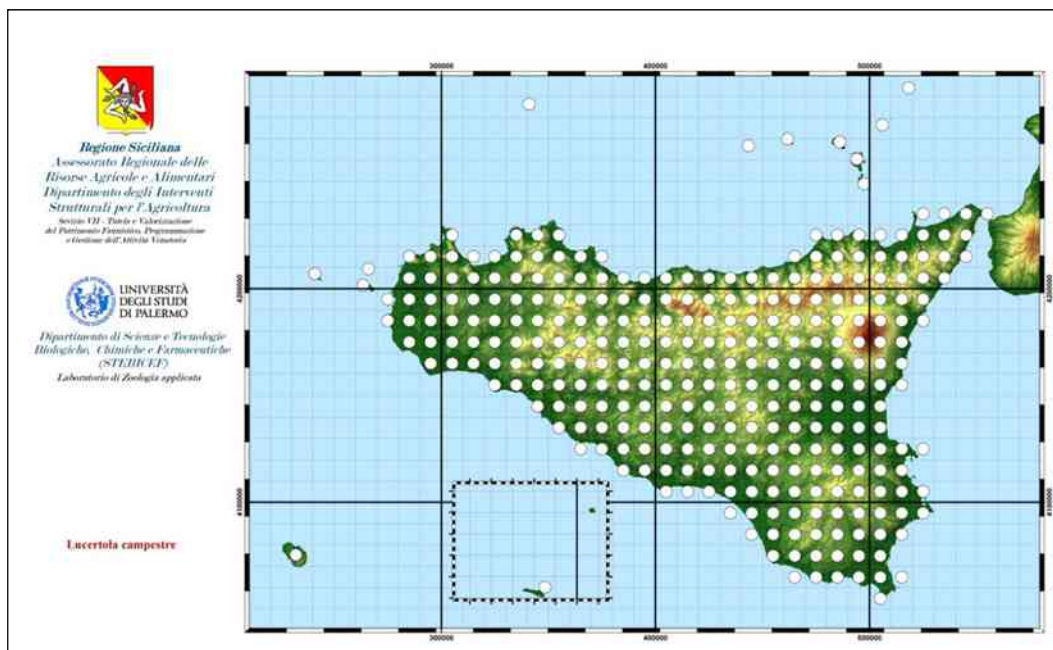 Regione Siciliana
Assessorato Regionale delle
Risorse Agricole e Alimentari
Dipartimento degli Interventi
Strutturali per l'Agricoltura
Servizio VII - Tutela e Valorizzazione
del Patrimonio Faunistico, Programmazione
e Gestione dell'Attività Venatoria
UNIVERSITÀ
DEGLI STUDI
DI PALERMO
Dipartimento di Scienze e Tecnologie
Biologiche, Chimiche e Farmaceutiche
(STEBICEF)
Laboratorio di Zoologia applicata
Lucertola campestre
300000
400000
500000
4200000
4200000
4100000
4100000
300000
400000
500000